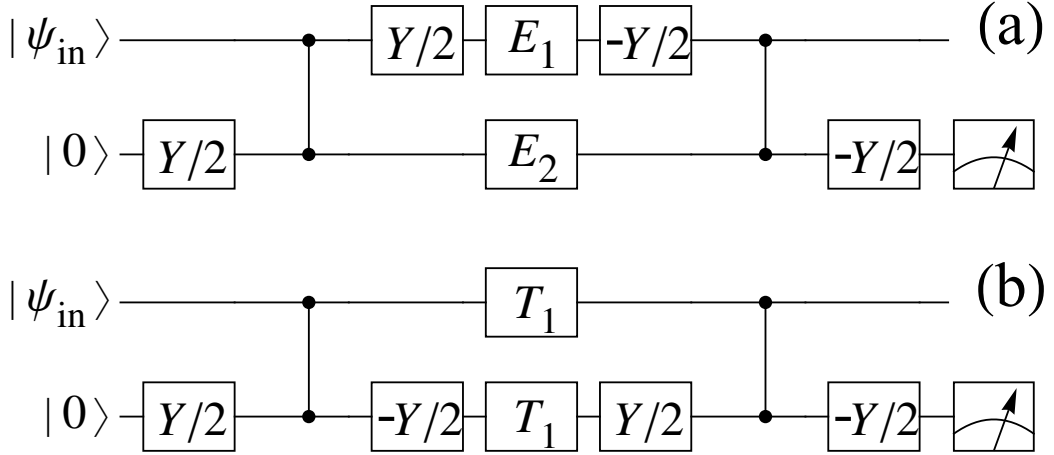 |ψin⟩ Y/2 E1 -Y/2 (a)
|0⟩ Y/2 E2 -Y/2
|ψin⟩ T1 (b)
|0⟩ Y/2 -Y/2 T1 Y/2 -Y/2